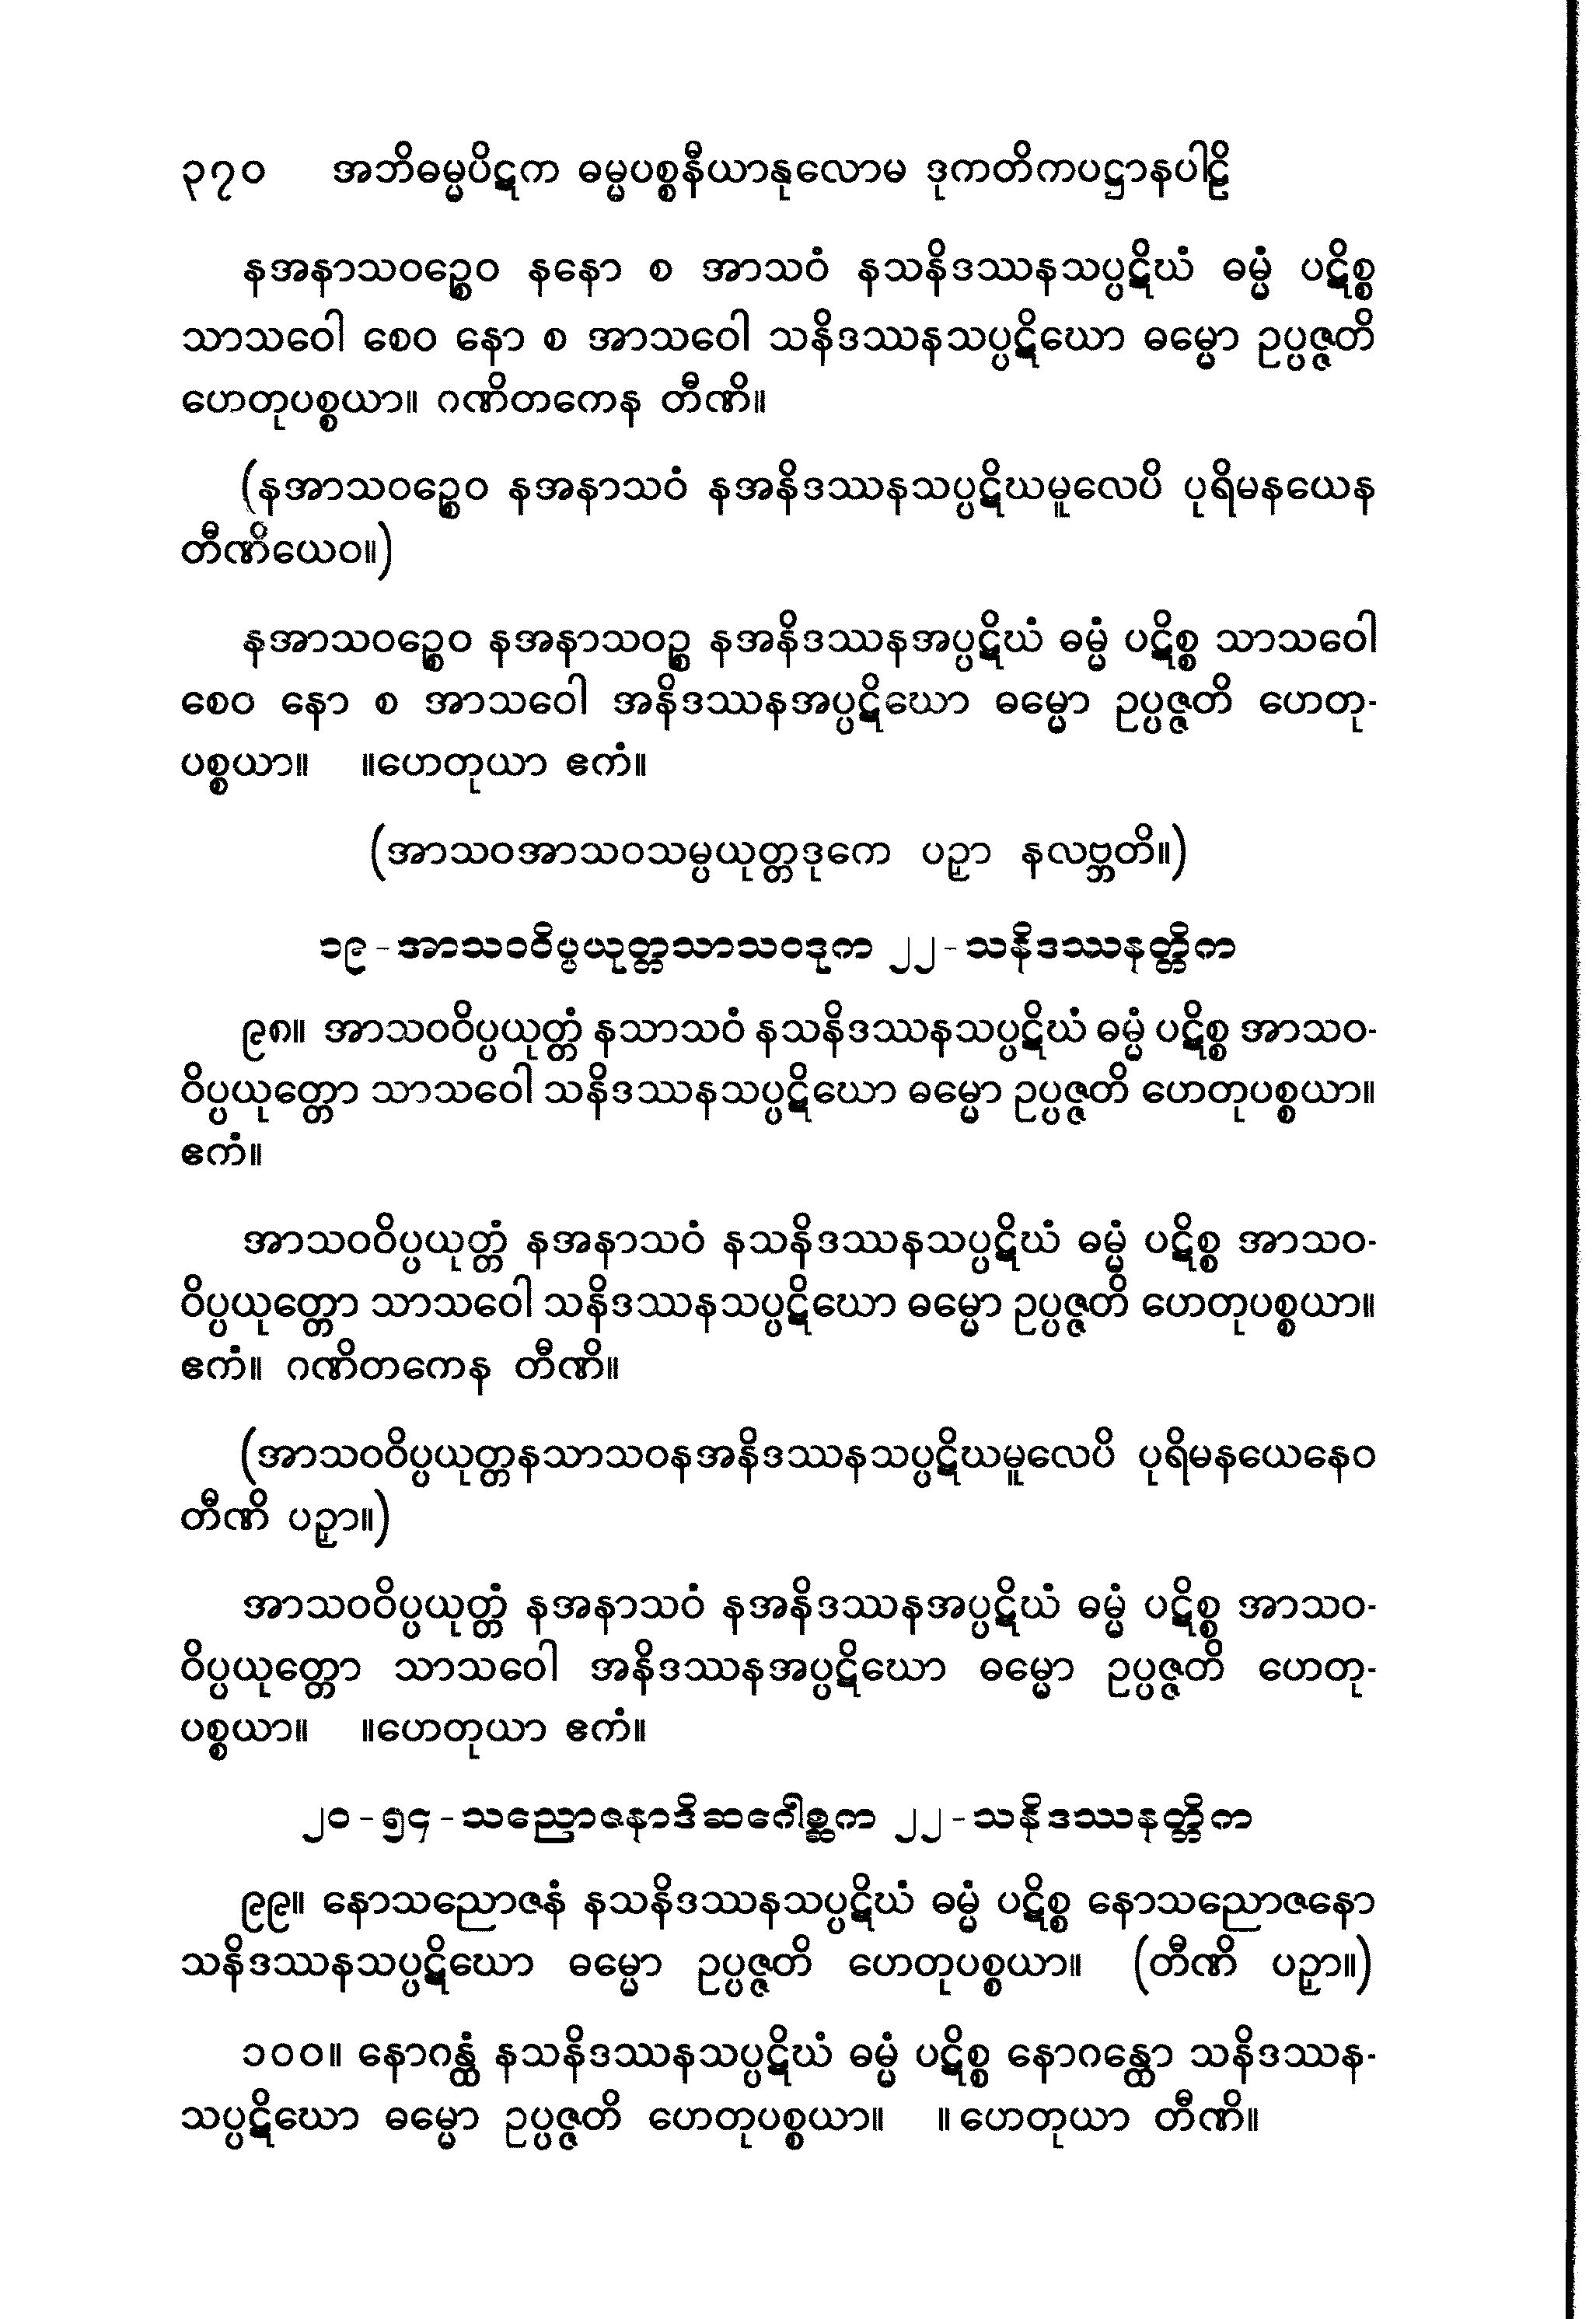 ၃၇၀ အဘိဓမ္မပိဋက ဓမ္မပစ္စနီယာနုလောမ ဒုကတိကပဋ္ဌာနပါဠိ
နအနာသဝဉ္စေဝ နနော စ အာသဝံ နသနိဒဿနသပ္ပဋိဃံ ဓမ္မံ ပဋိစ္စ
သာသဝေါ စေဝ နော စ အာသဝေါ သနိဒဿနသပ္ပဋိဃော ဓမ္မော ဥပ္ပဇ္ဇတိ
ဟေတုပစ္စယာ။ ဂဏိတကေန တီဏိ။
(နအာသဝဉ္စေဝ နအနာသဝံ နအနိဒဿနသပ္ပဋိဃမူလေပိ ပုရိမနယေန
တီဏိယေဝ။)
နအာသဝဉ္စေဝ နအနာသဝဉ္စ နအနိဒဿနအပ္ပဋိဃံ ဓမ္မံ ပဋိစ္စ သာသဝေါ
စေဝ နော စ အာသဝေါ အနိဒဿနအပ္ပဋိဃော ဓမ္မော ဥပ္ပဇ္ဇတိ ဟေတု-
ပစ္စယာ။ ။ဟေတုယာ ဧကံ။
(အာသဝအာသဝသမ္ပယုတ္တဒုကေ ပဉှာ နလဗ္ဘတိ။)
၁၉-အာသဝဝိပ္ပယုတ္တသာသဝဒုက ၂၂-သနိဒဿနတ္တိက
၉၈။ အာသဝဝိပ္ပယုတ္တံ နသာသဝံ နသနိဒဿနသပ္ပဋိဃံ ဓမ္မံ ပဋိစ္စ အာသဝ-
ဝိပ္ပယုတ္တော သာသဝေါ သနိဒဿနသပ္ပဋိဃော ဓမ္မော ဥပ္ပဇ္ဇတိ ဟေတုပစ္စယာ။
ဧကံ။
အာသဝဝိပ္ပယုတ္တံ နအနာသဝံ နသနိဒဿနသပ္ပဋိဃံ ဓမ္မံ ပဋိစ္စ အာသဝ-
ဝိပ္ပယုတ္တော သာသဝေါ သနိဒဿနသပ္ပဋိဃော ဓမ္မော ဥပ္ပဇ္ဇတိ ဟေတုပစ္စယာ။
ဧကံ။ ဂဏိတကေန တီဏိ။
(အာသဝဝိပ္ပယုတ္တနသာသဝနအနိဒဿနသပ္ပဋိဃမူလေပိ ပုရိမနယေနေဝ
တီဏိ ပဉှာ။)
အာသဝဝိပ္ပယုတ္တံ နအနာသဝံ နအနိဒဿနအပ္ပဋိဃံ ဓမ္မံ ပဋိစ္စ အာသဝ-
ဝိပ္ပယုတ္တော သာသဝေါ အနိဒဿနအပ္ပဋိဃော ဓမ္မော ဥပ္ပဇ္ဇတိ ဟေတု-
ပစ္စယာ။ ။ဟေတုယာ ဧကံ။
၂၀-၅၄-သညောဇနာဒိဆဂေါစ္ဆက ၂၂-သနိဒဿနတ္တိက
၉၉။ နောသညောဇနံ နသနိဒဿနသပ္ပဋိဃံ ဓမ္မံ ပဋိစ္စ နောသညောဇနော
သနိဒဿနသပ္ပဋိဃော ဓမ္မော ဥပ္ပဇ္ဇတိ ဟေတုပစ္စယာ။ (တီဏိ ပဉှာ။)
၁၀၀။ နောဂန္ထံ နသနိဒဿနသပ္ပဋိဃံ ဓမ္မံ ပဋိစ္စ နောဂန္ထော သနိဒဿန-
သပ္ပဋိဃော ဓမ္မော ဥပ္ပဇ္ဇတိ ဟေတုပစ္စယာ။ ။ဟေတုယာ တီဏိ။